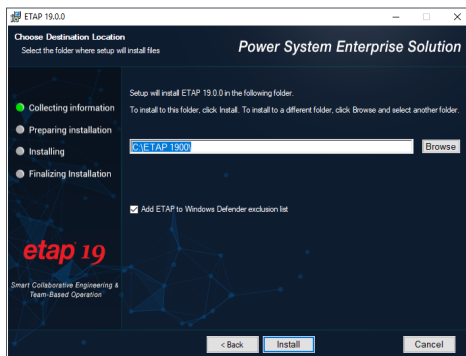 ETAP 19.0.0
Choose Destination Location
Select the folder where setup will install files
Power System Enterprise Solution
Setup will install ETAP 19.0.0 in the following folder.
To install to this folder, click Install. To install to a different folder, click Browse and select another folder.
Collecting information
Preparing installation
Installing
Finalizing Installation
C:\ETAP 1900\
Browse
Add ETAP to Windows Defender exclusion list
etap 19
Smart Collaborative Engineering &
Team-Based Operation
< Back
Install
Cancel